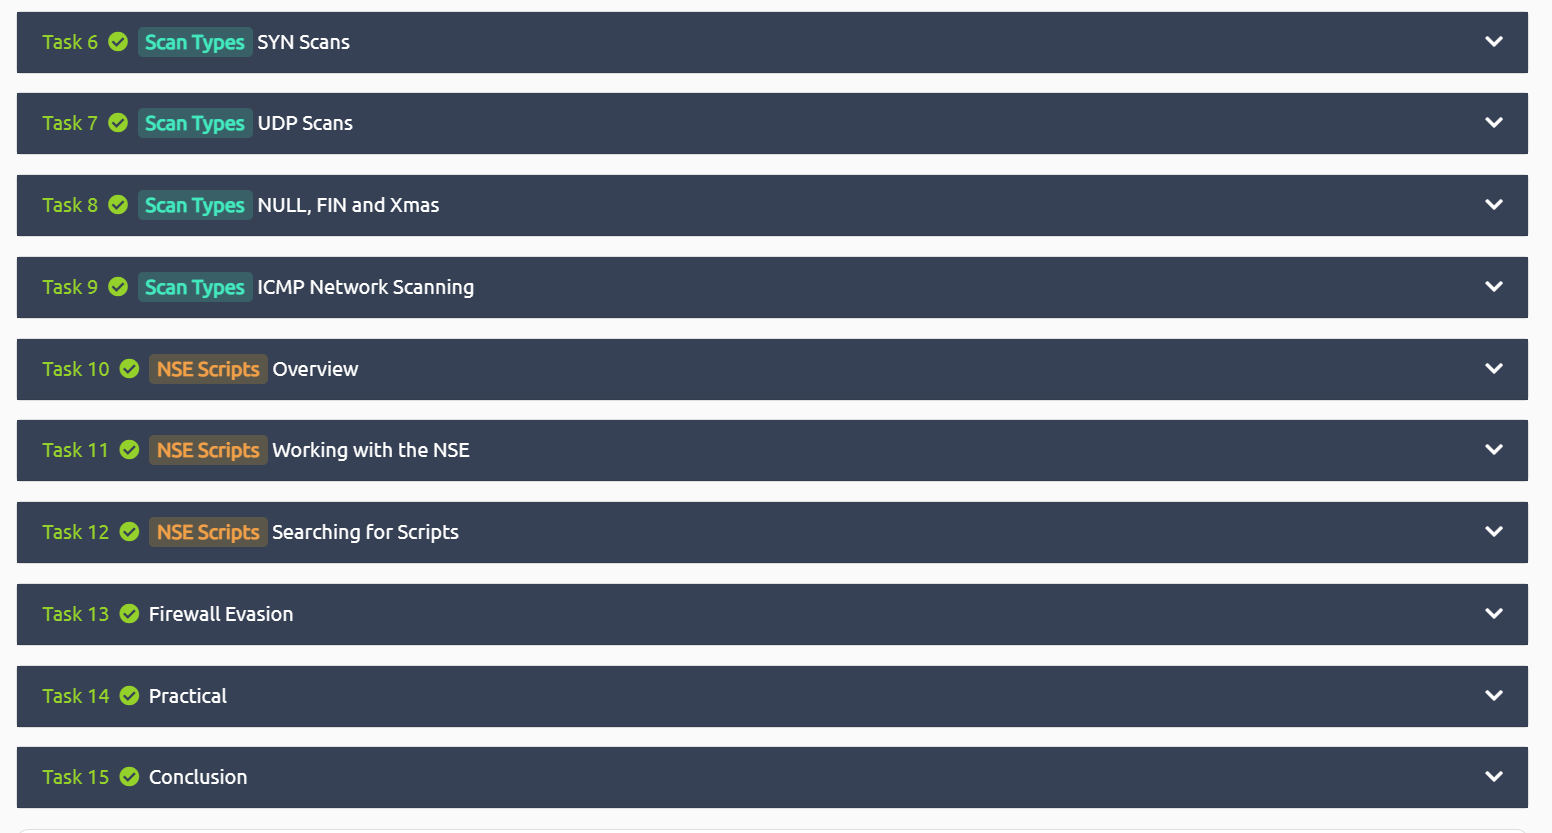 Task 6 Scan Types SYN Scans
Task 7 Scan Types UDP Scans
Task 8 Scan Types NULL, FIN and Xmas
Task 9 Scan Types ICMP Network Scanning
Task 10 NSE Scripts Overview
Task 11 NSE Scripts Working with the NSE
Task 12 NSE Scripts Searching for Scripts
Task 13 Firewall Evasion
Task 14 Practical
Task 15 Conclusion